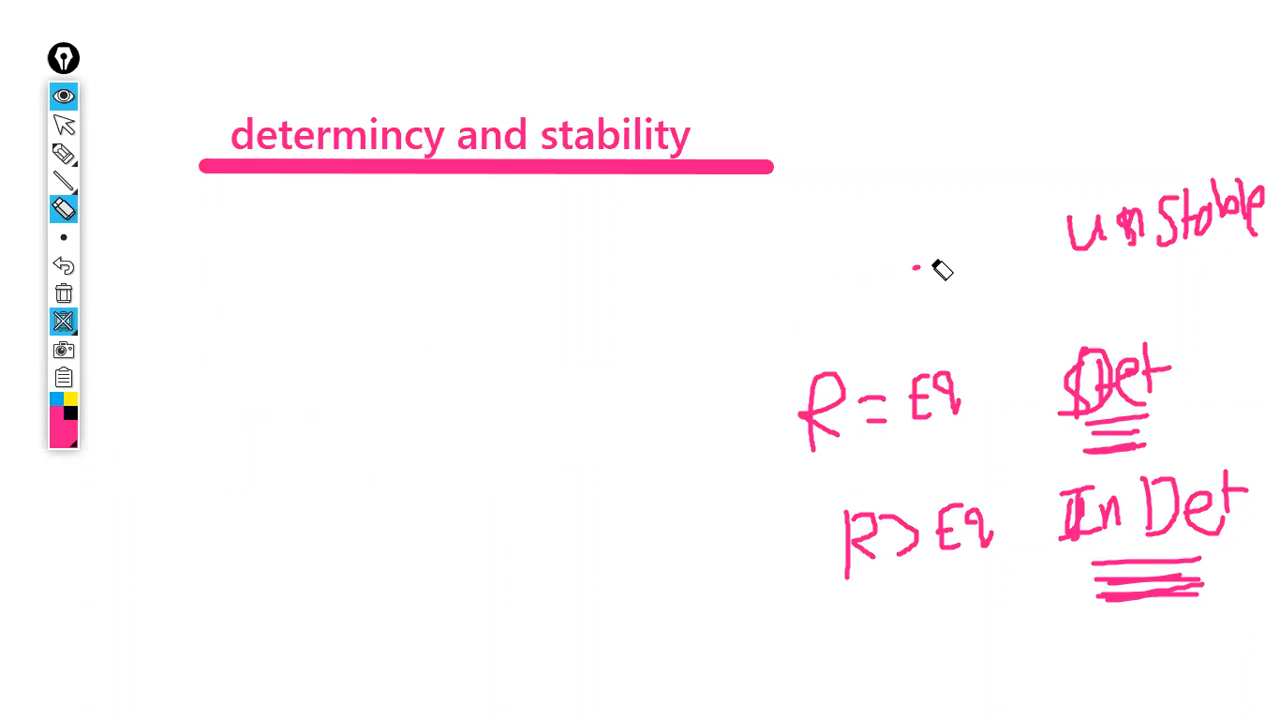 determincy and stability
unstable
R = Eq Det
R > Eq In Det